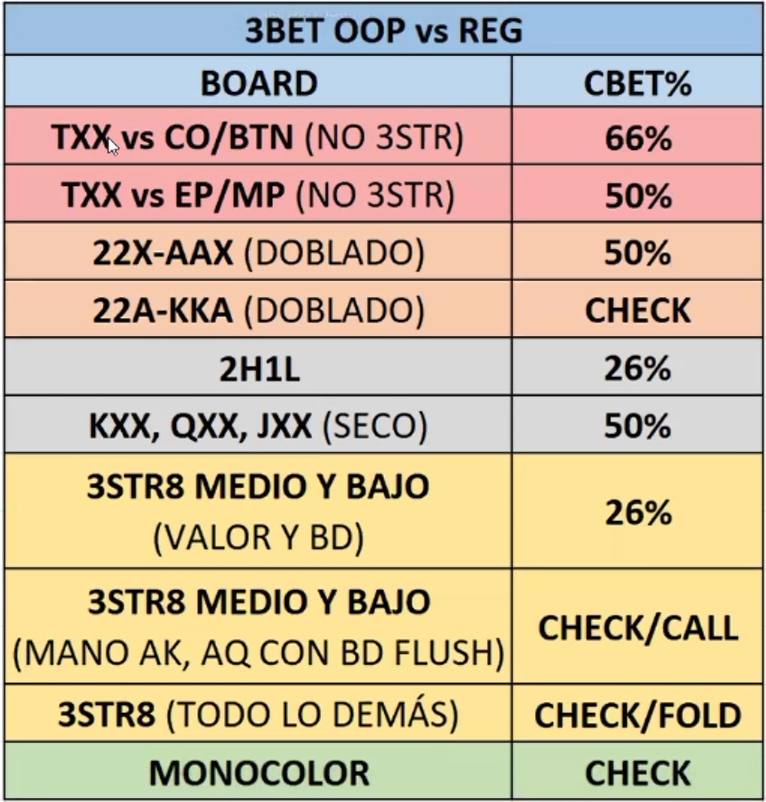 3BET OOP vs REG
BOARD CBET%
TXX vs CO/BTN (NO 3STR) 66%
TXX vs EP/MP (NO 3STR) 50%
22X-AAX (DOBLADO) 50%
22A-KKA (DOBLADO) CHECK
2H1L 26%
KXX, QXX, JXX (SECO) 50%
3STR8 MEDIO Y BAJO
(VALOR Y BD) 26%
3STR8 MEDIO Y BAJO
(MANO AK, AQ CON BD FLUSH) CHECK/CALL
3STR8 (TODO LO DEMÁS) CHECK/FOLD
MONOCOLOR CHECK